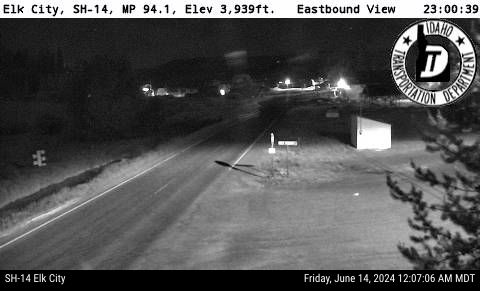 Elk City, SH-14, MP 94.1, Elev 3,939ft. Eastbound View 23:00:39
IDAHO
TRANSPORTATION DEPARTMENT
SH-14 Elk City Friday, June 14, 2024 12:07:06 AM MDT